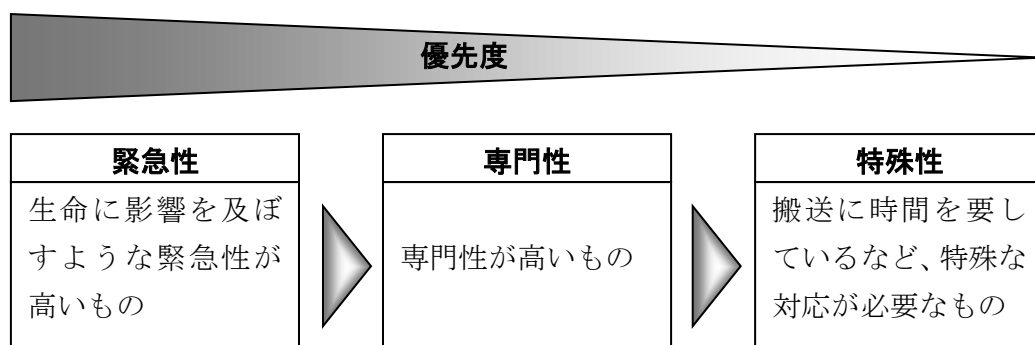 優先度
緊急性
生命に影響を及ぼ
すような緊急性が
高いもの
専門性
専門性が高いもの
特殊性
搬送に時間を要し
ているなど、特殊な
対応が必要なもの